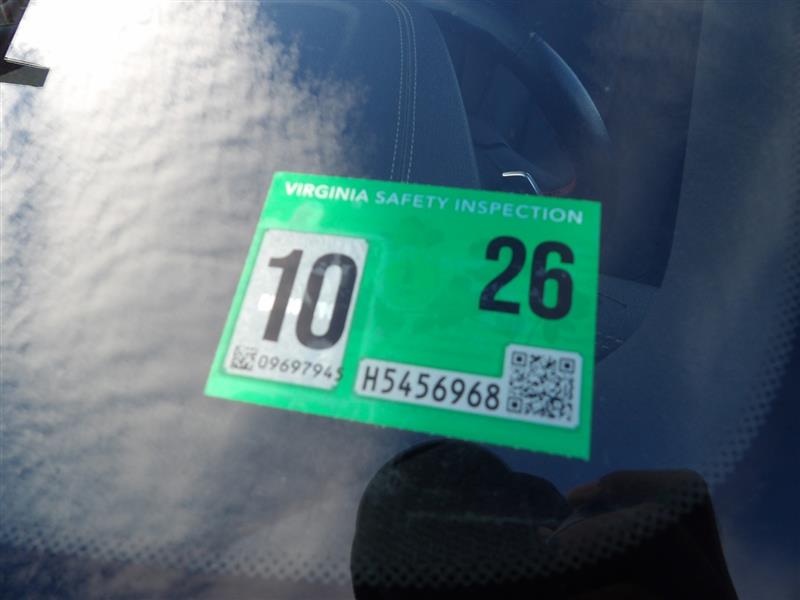 VIRGINIA SAFETY INSPECTION
10 26
09697945
H5456968